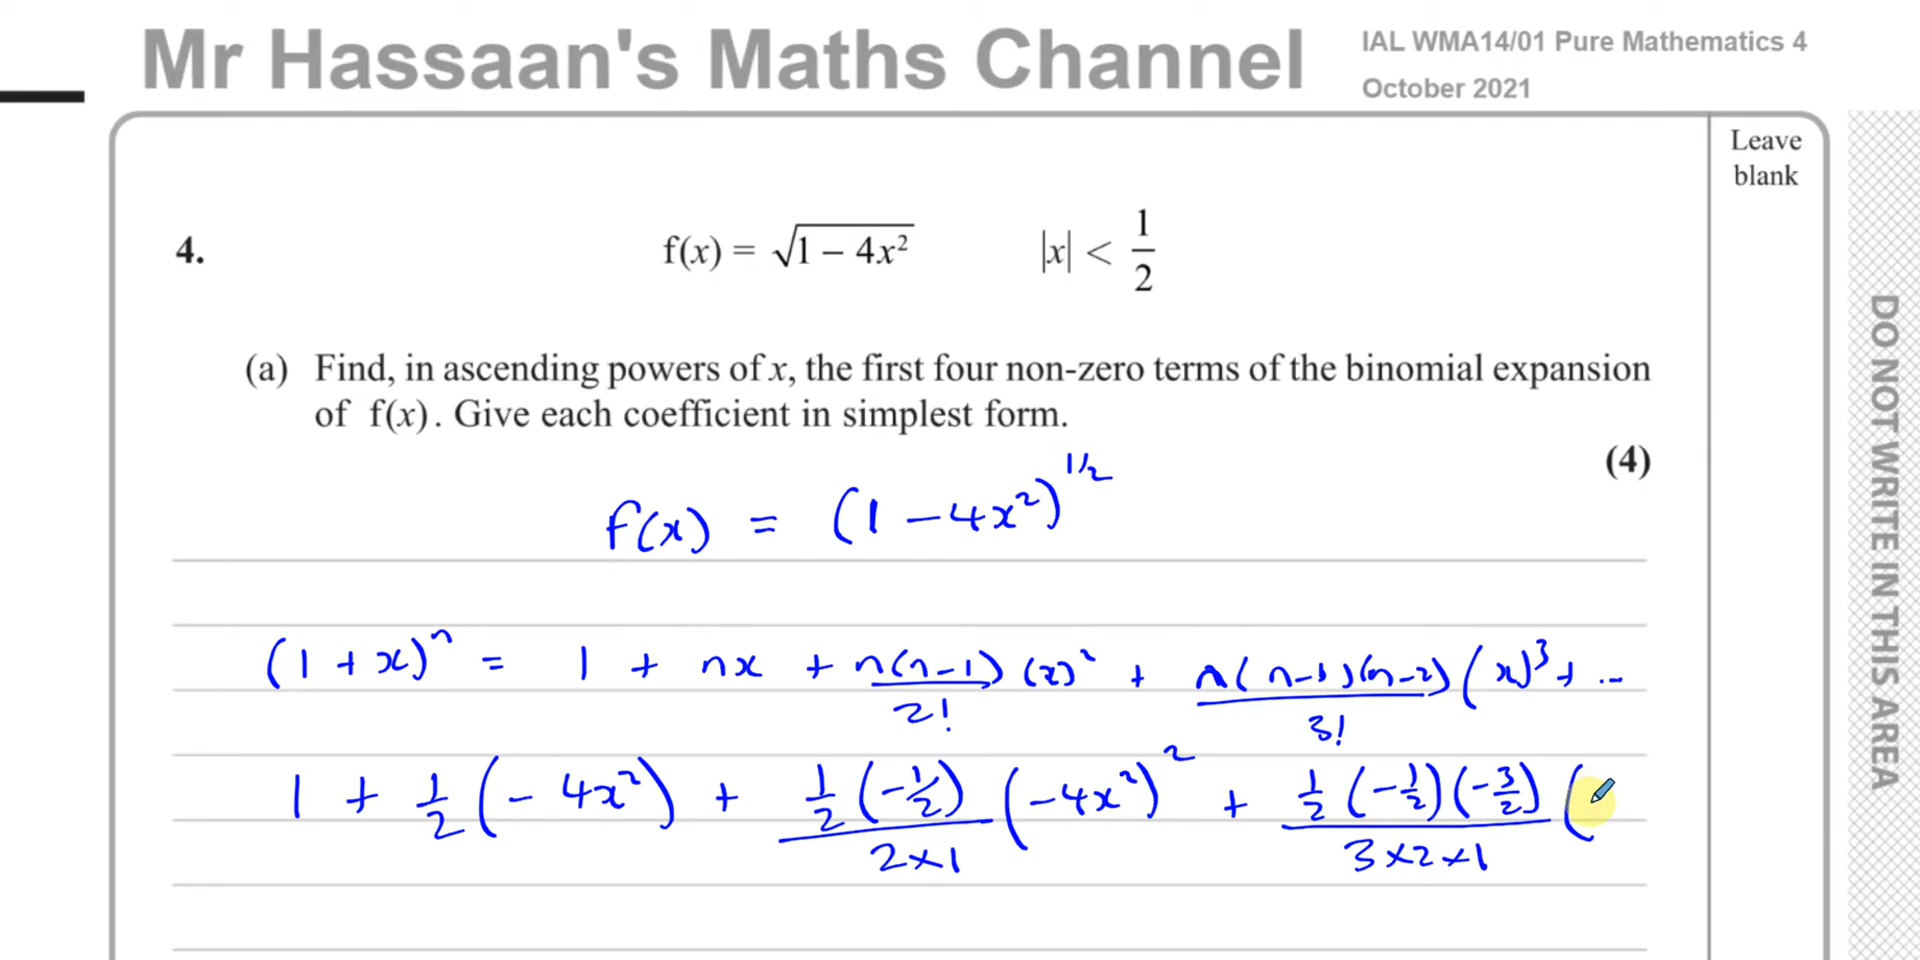 Mr Hassaan's Maths Channel
IAL WMA14/01 Pure Mathematics 4
October 2021
Leave
blank
4. f(x) = √(1 − 4x²) |x| < 1/2
(a) Find, in ascending powers of x, the first four non-zero terms of the binomial expansion
of f(x). Give each coefficient in simplest form.
(4)
f(x) = (1 − 4x²)^1/2
(1 + x)^n = 1 + nx + n(n−1)/2! (x)² + n(n−1)(n−2)/3! (x)³ + ...
1 + 1/2 (− 4x²) + 1/2 (−1/2)/2×1 (−4x²)² + 1/2 (−1/2)(−3/2)/3×2×1 (
DO NOT WRITE IN THIS AREA